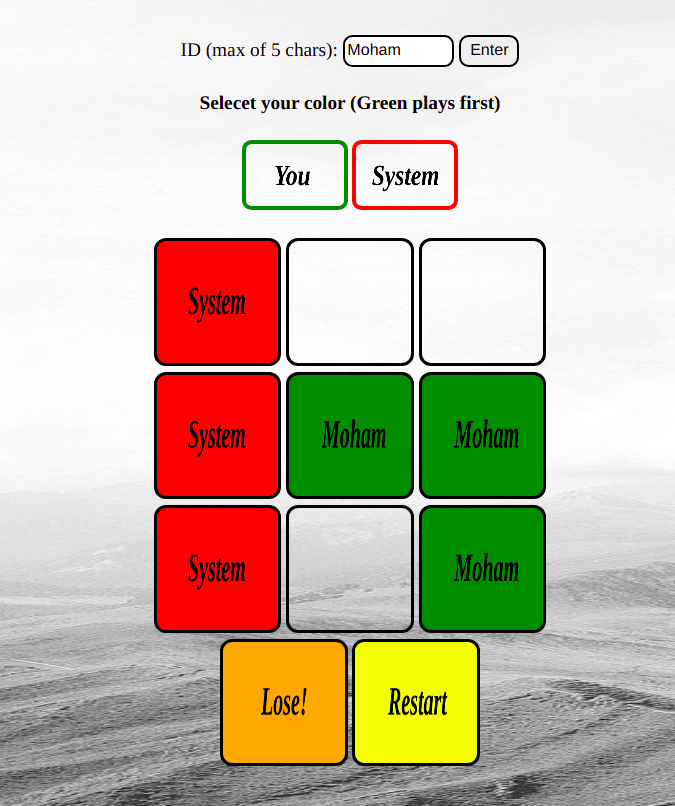 ID (max of 5 chars): Moham Enter
Selecet your color (Green plays first)
You System
System
System Moham Moham
System Moham
Lose! Restart